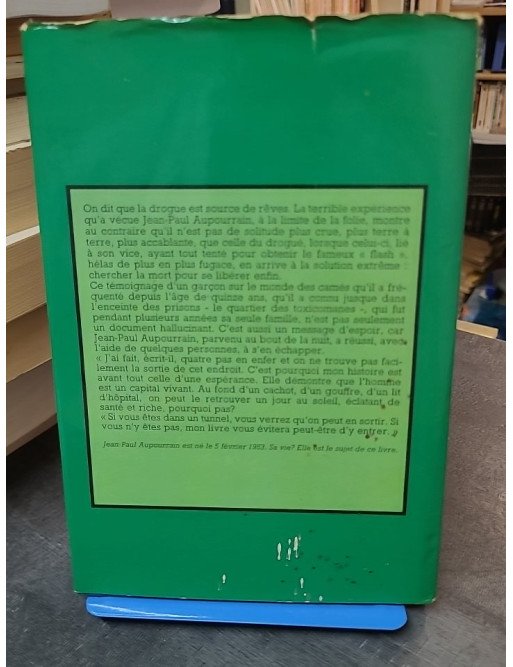 On dit que la drogue est source de rêves. La terrible expérience
qu'a vécue Jean-Paul Aupourrain, à la limite de la folie, montre
au contraire qu'il n'est pas de solitude plus crue, plus terre à
terre, plus accablante, que celle du drogué, lorsque celui-ci, lié
à son vice, ayant tout tenté pour obtenir le fameux « flash »,
hélas de plus en plus fugace, en arrive à la solution extrême :
chercher la mort pour se libérer enfin.
Ce témoignage d'un garçon sur le monde des camés qu'il a fré-
quenté depuis l'âge de quinze ans, qu'il a connu jusque dans
l'enceinte des prisons - le quartier des toxicomanes -, qui fut
pendant plusieurs années sa seule famille, n'est pas seulement
un document hallucinant. C'est aussi un message d'espoir, car
Jean-Paul Aupourrain, parvenu au bout de la nuit, a réussi, avec
l'aide de quelques personnes, à s'en échapper.
« J'ai fait, écrit-il, quatre pas en enfer et on ne trouve pas faci-
lement la sortie de cet endroit. C'est pourquoi mon histoire est
avant tout celle d'une espérance. Elle démontre que l'homme
est un capital vivant. Au fond d'un cachot, d'un gouffre, d'un lit
d'hôpital, on peut le retrouver un jour au soleil, éclatant de
santé et riche, pourquoi pas?
« Si vous êtes dans un tunnel, vous verrez qu'on peut en sortir. Si
vous n'y êtes pas, mon livre vous évitera peut-être d'y entrer. »
Jean-Paul Aupourrain est né le 5 février 1953. Sa vie? Elle est le sujet de ce livre.